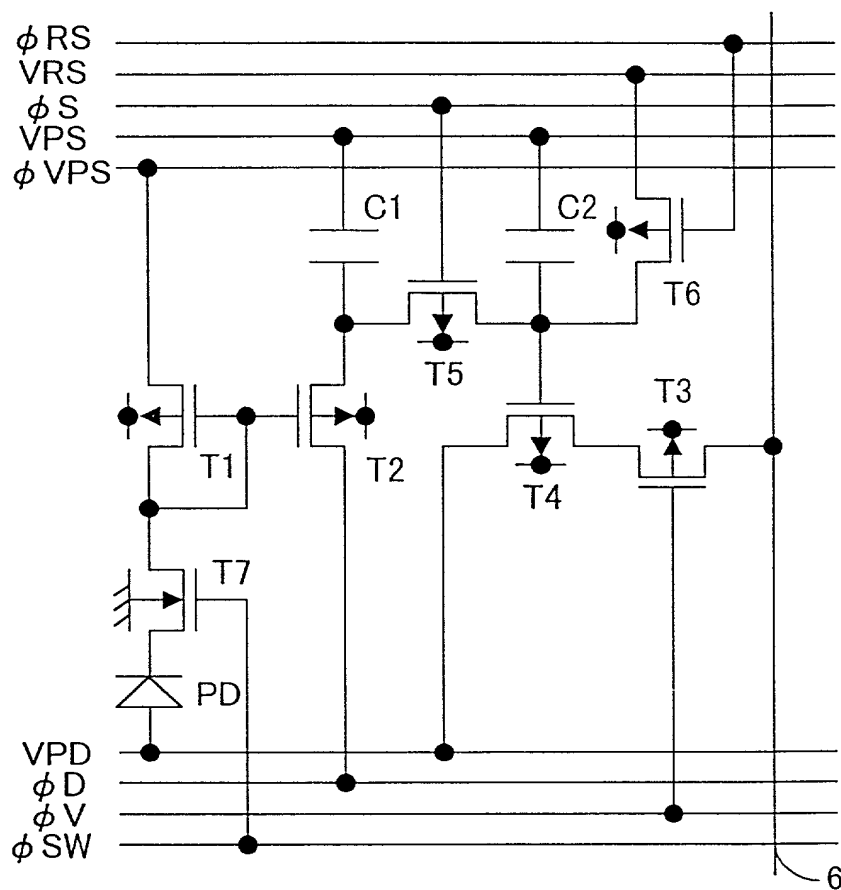 ϕRS
VRS
ϕS
VPS
ϕVPS
C1
C2
T6
T5
T3
T1
T2
T4
T7
PD
VPD
ϕD
ϕV
ϕSW
6